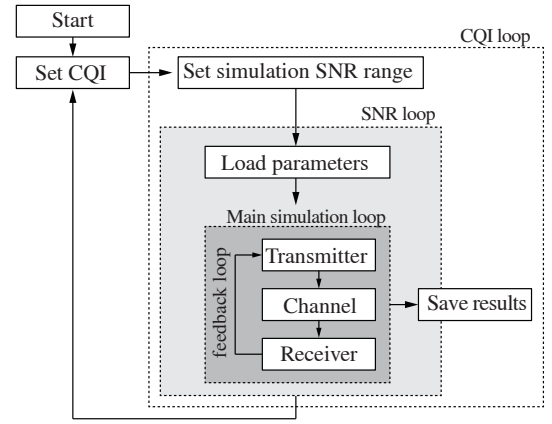 Start
CQI loop
Set CQI
Set simulation SNR range
SNR loop
Load parameters
Main simulation loop
feedback loop
Transmitter
Channel
Save results
Receiver